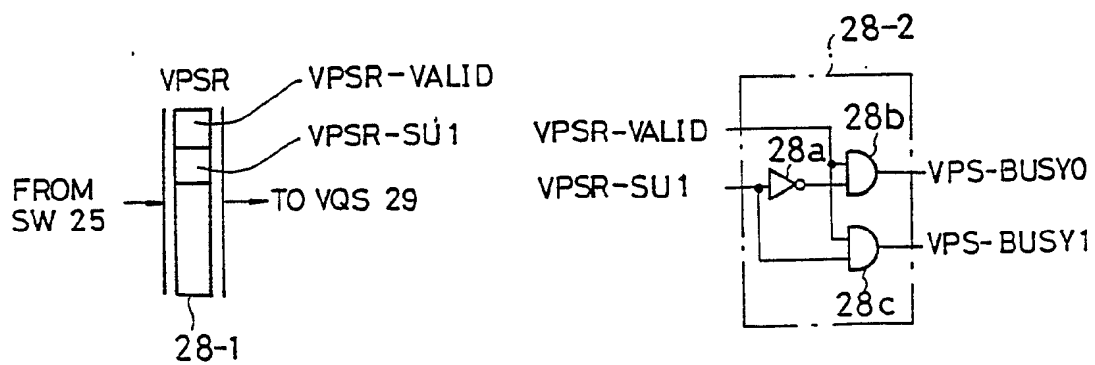 VPSR
VPSR-VALID
VPSR-SU1
FROM
SW 25
TO VQS 29
28-1
28-2
VPSR-VALID
VPSR-SU1
28a
28b
28c
VPS-BUSY0
VPS-BUSY1